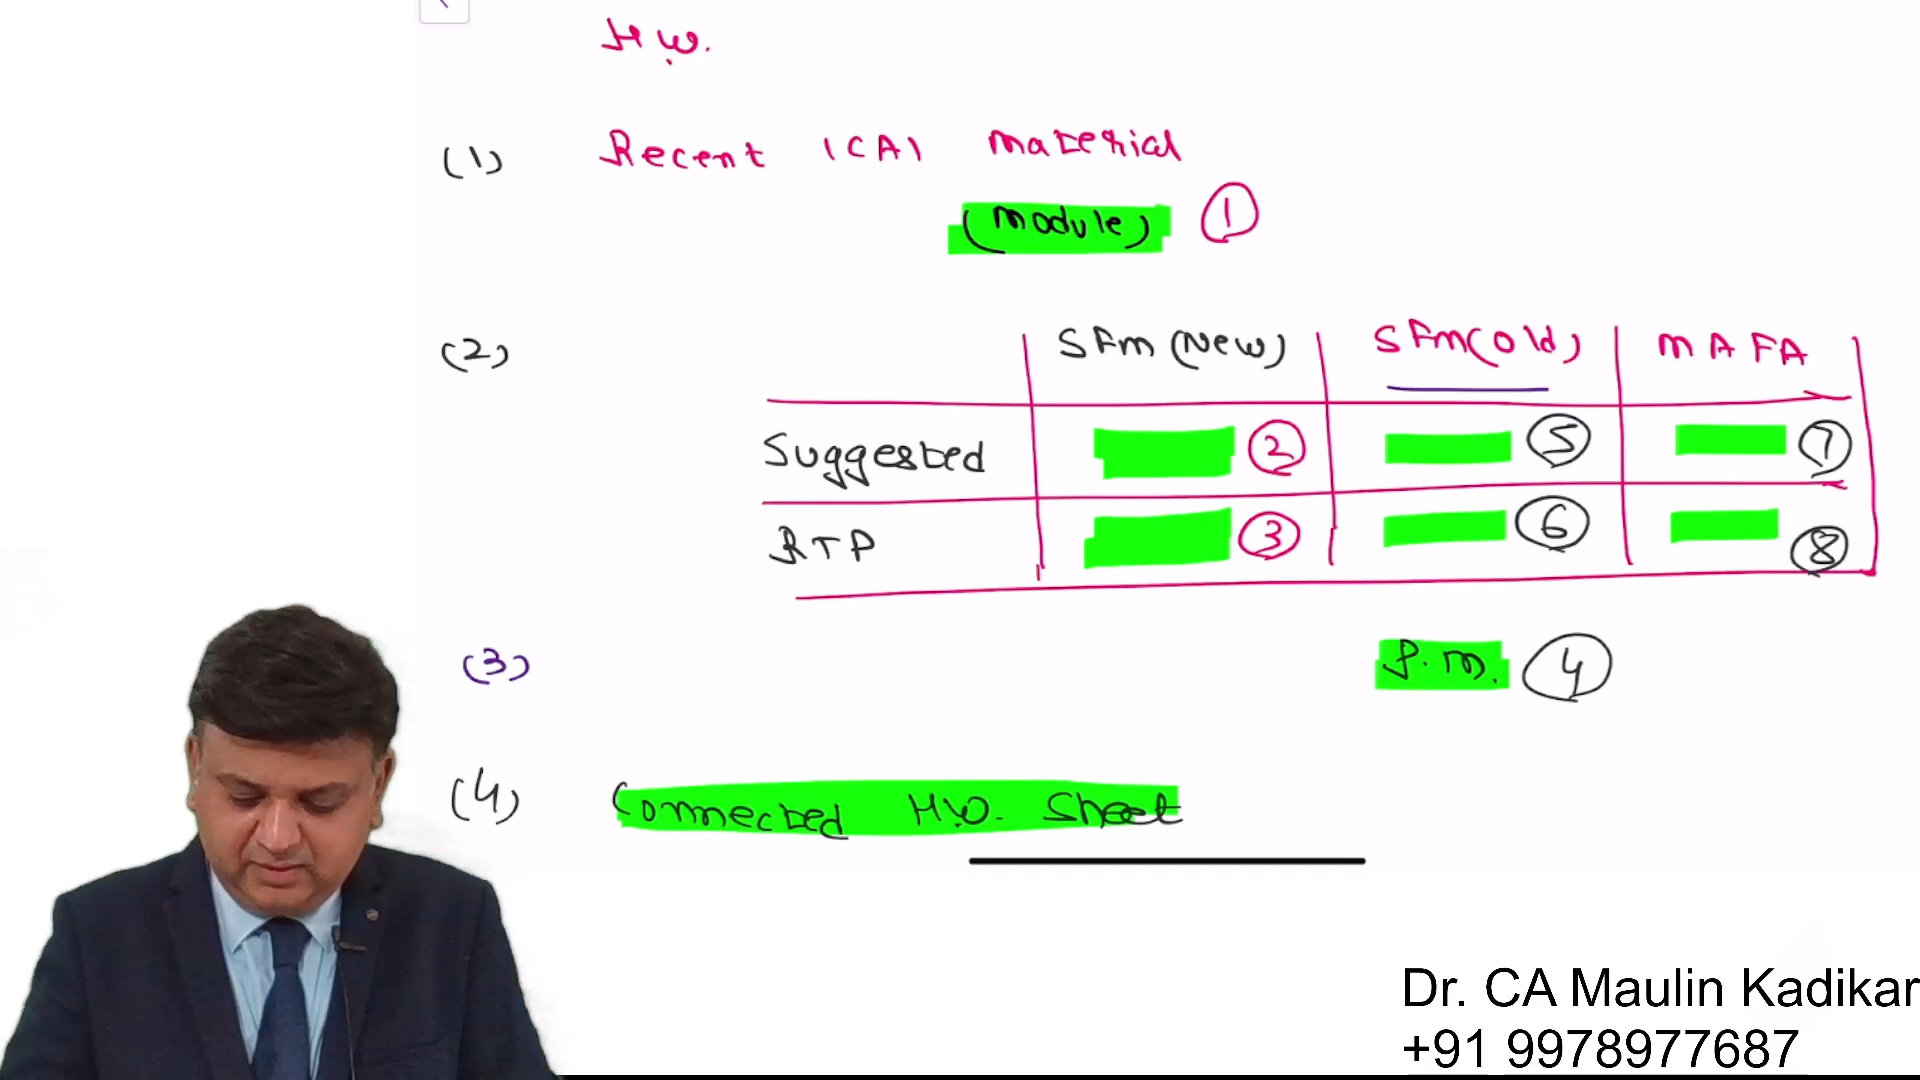 H.W.
(1) Recent ICAI material
(module) 1
(2) SFM (New) SFM (old) MAFA
Suggested 2 5 7
RTP 3 6 8
(3) P.M. 4
(4) Connected H.W. Sheet
Dr. CA Maulin Kadikar
+91 9978977687